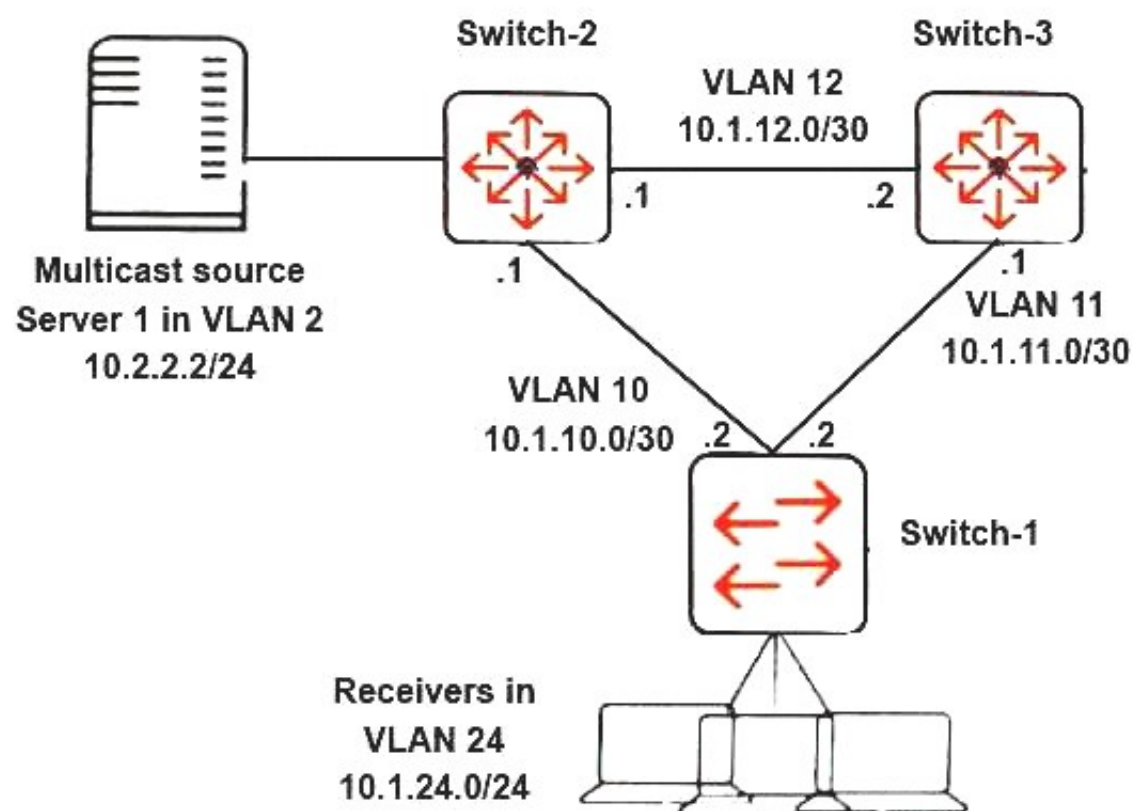 Switch-2
Switch-3
VLAN 12
10.1.12.0/30
.1
.2
.1
.1
Multicast source
Server 1 in VLAN 2
10.2.2.2/24
VLAN 11
10.1.11.0/30
VLAN 10
10.1.10.0/30
.2
.2
Switch-1
Receivers in
VLAN 24
10.1.24.0/24